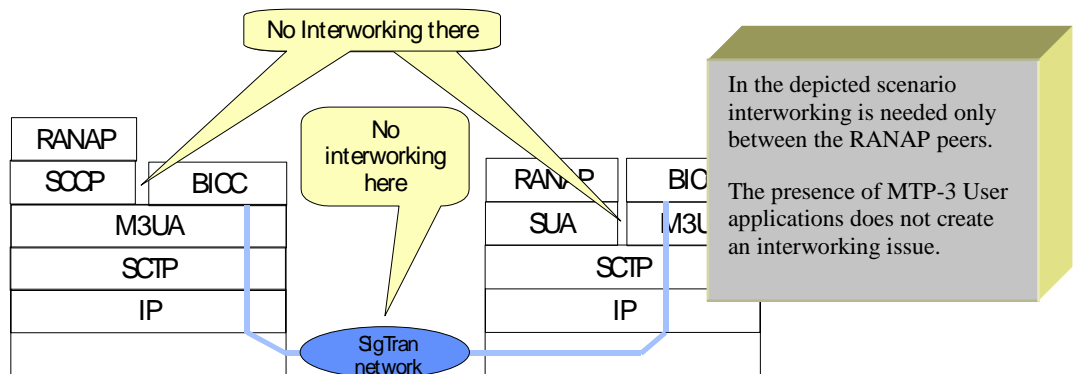 No Interworking there
No
interworking
here
RANAP
SCCP
BICC
M3UA
SCTP
IP
RANAP
BIC
SUA
M3U
SCTP
IP
SigTran
network
In the depicted scenario
interworking is needed only
between the RANAP peers.
The presence of MTP-3 User
applications does not create
an interworking issue.